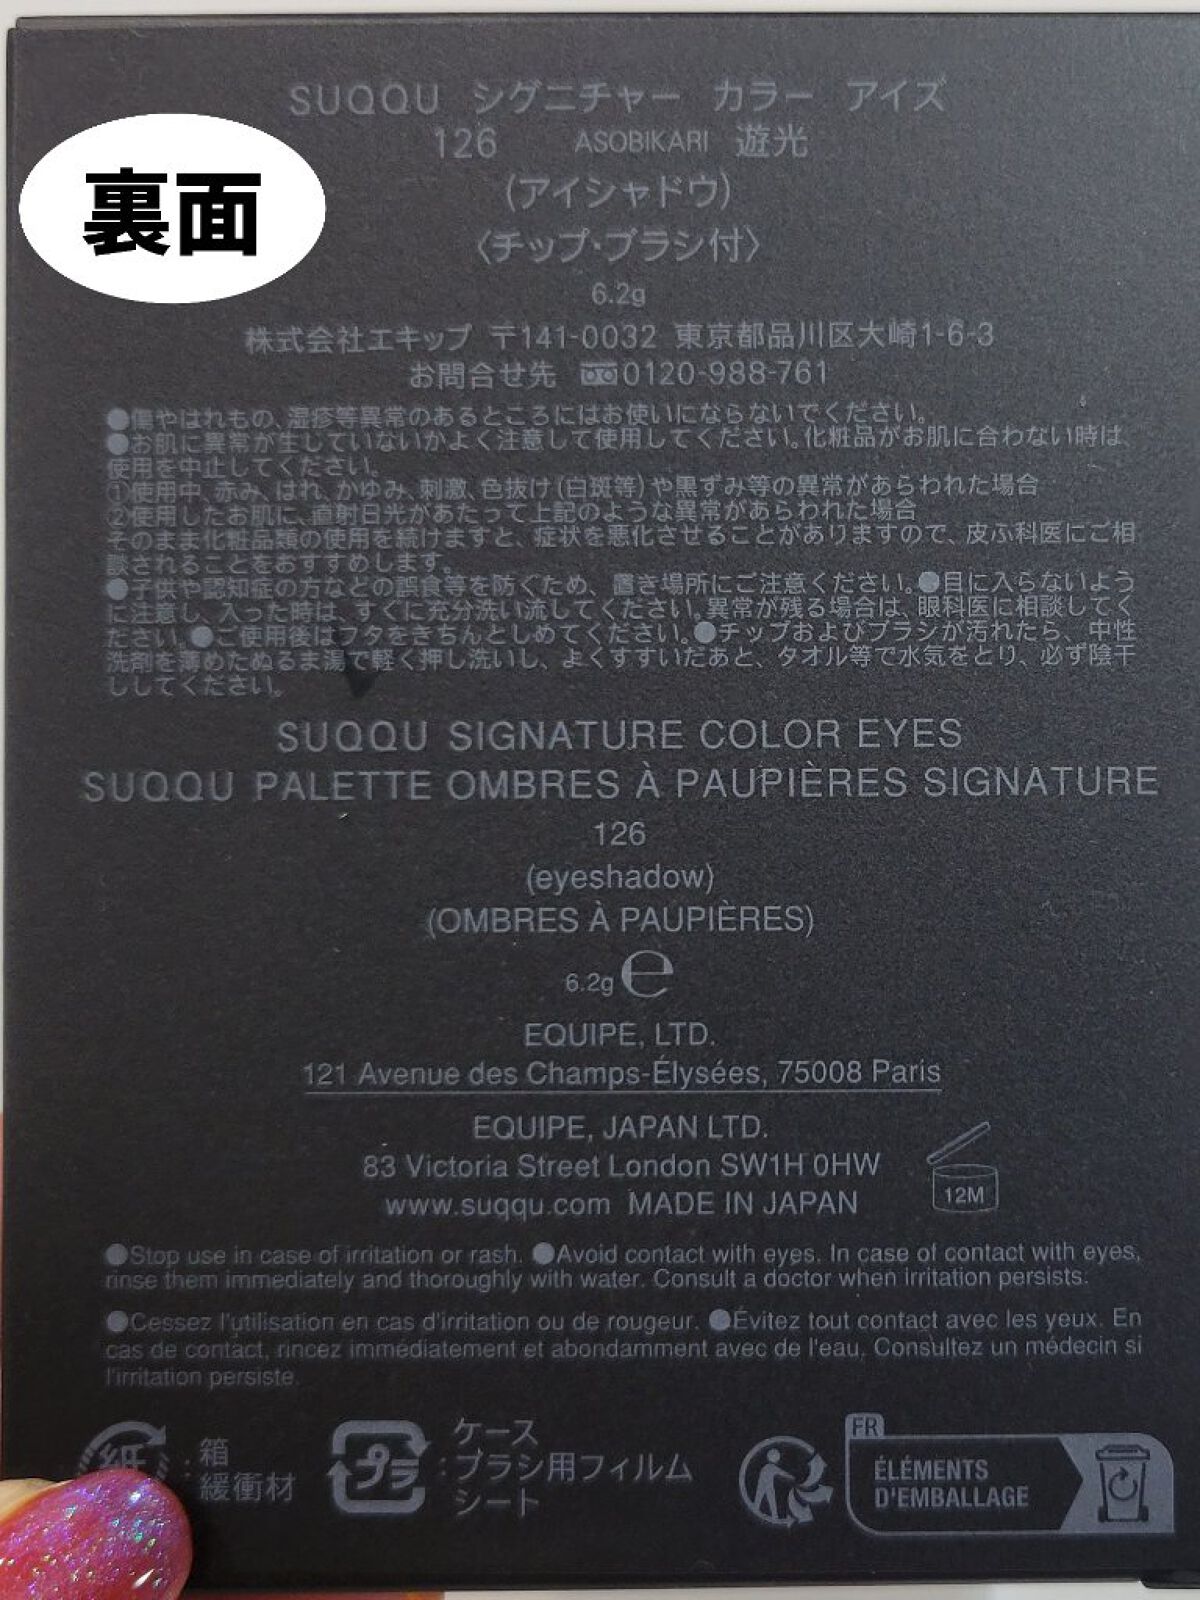 SUQQU シグニチャー カラー アイズ
126 ASOBIKARI 遊光
裏面
(アイシャドウ)
〈チップ・ブラシ付〉
6.2g
株式会社エキップ 〒141-0032 東京都品川区大崎1-6-3
お問合せ先 0120-988-761
●傷やはれもの、湿疹等異常のあるところにはお使いにならないでください。
●お肌に異常が生じていないかよく注意して使用してください。化粧品がお肌に合わない時は、
使用を中止してください。
①使用中、赤み、はれ、かゆみ、刺激、色抜け(白斑等)や黒ずみ等の異常があらわれた場合
②使用したお肌に、直射日光があたって上記のような異常があらわれた場合
そのまま化粧品類の使用を続けますと、症状を悪化させることがありますので、皮ふ科医にご相
談されることをおすすめします。
●子供や認知症の方などの誤食等を防ぐため、置き場所にご注意ください。●目に入らないよう
に注意し、入った時は、すぐに充分洗い流してください。異常が残る場合は、眼科医に相談してく
ださい。●ご使用後はフタをきちんとしめてください。●チップおよびブラシが汚れたら、中性
洗剤を薄めたぬるま湯で軽く押し洗いし、よくすすいだあと、タオル等で水気をとり、必ず陰干
ししてください。
SUQQU SIGNATURE COLOR EYES
SUQQU PALETTE OMBRES À PAUPIÈRES SIGNATURE
126
(eyeshadow)
(OMBRES À PAUPIÈRES)
6.2g ℮
EQUIPE, LTD.
121 Avenue des Champs-Élysées, 75008 Paris
EQUIPE, JAPAN LTD.
83 Victoria Street London SW1H 0HW
www.suqqu.com MADE IN JAPAN
12M
●Stop use in case of irritation or rash. ●Avoid contact with eyes. In case of contact with eyes,
rinse them immediately and thoroughly with water. Consult a doctor when irritation persists.
●Cessez l'utilisation en cas d'irritation ou de rougeur. ●Évitez tout contact avec les yeux. En
cas de contact, rincez immédiatement et abondamment avec de l'eau. Consultez un médecin si
l'irritation persiste.
紙 : 箱
緩衝材
プラ : ケース
ブラシ用フィルム
シート
FR
ÉLÉMENTS
D'EMBALLAGE